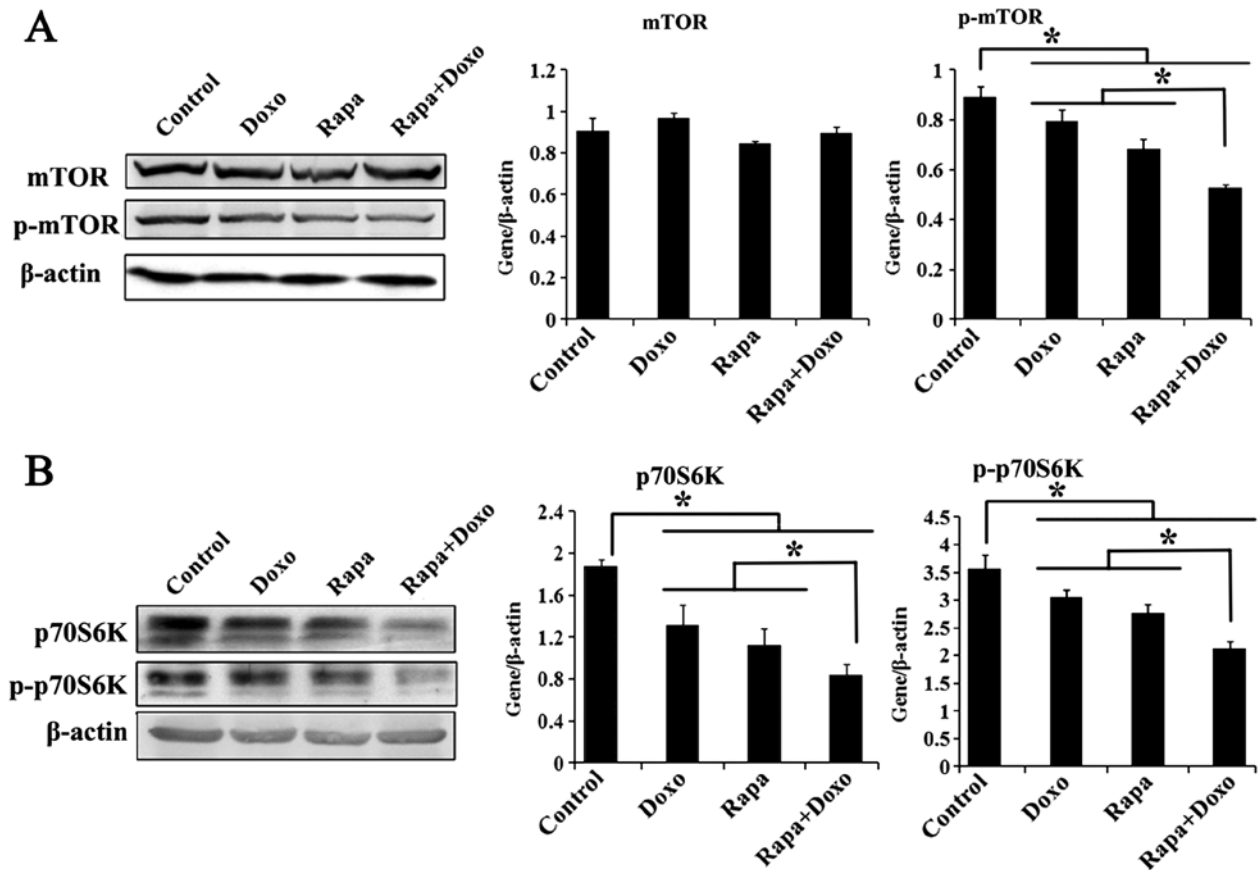 A
Control
Doxo
Rapa
Rapa+Doxo
mTOR
p-mTOR
β-actin
mTOR
Gene/β-actin
1.2
1
0.8
0.6
0.4
0.2
0
Control
Doxo
Rapa
Rapa+Doxo
p-mTOR
*
*
Gene/β-actin
1
0.8
0.6
0.4
0.2
0
Control
Doxo
Rapa
Rapa+Doxo
B
Control
Doxo
Rapa
Rapa+Doxo
p70S6K
p-p70S6K
β-actin
p70S6K
*
*
Gene/β-actin
2.4
2
1.6
1.2
0.8
0.4
0
Control
Doxo
Rapa
Rapa+Doxo
p-p70S6K
*
*
Gene/β-actin
4.5
4
3.5
3
2.5
2
1.5
1
0.5
0
Control
Doxo
Rapa
Rapa+Doxo